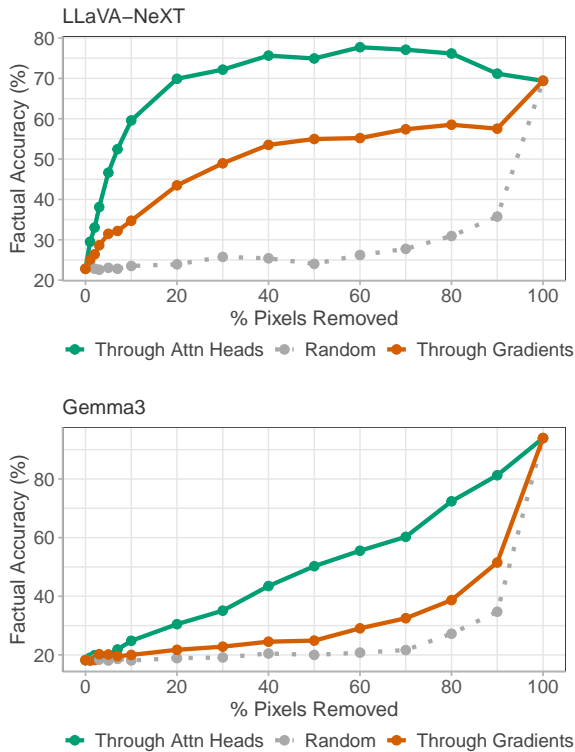 LLaVA−NeXT
80
70
60
50
40
30
20
Factual Accuracy (%)
0 20 40 60 80 100
% Pixels Removed
Through Attn Heads Random Through Gradients
Gemma3
80
60
40
20
Factual Accuracy (%)
0 20 40 60 80 100
% Pixels Removed
Through Attn Heads Random Through Gradients